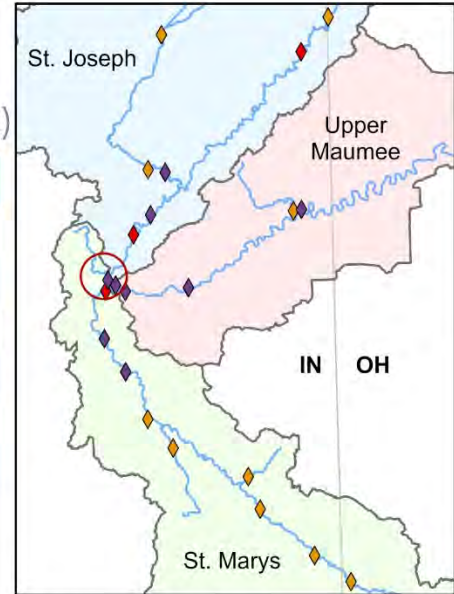 St. Joseph
)
Upper
Maumee
IN OH
St. Marys